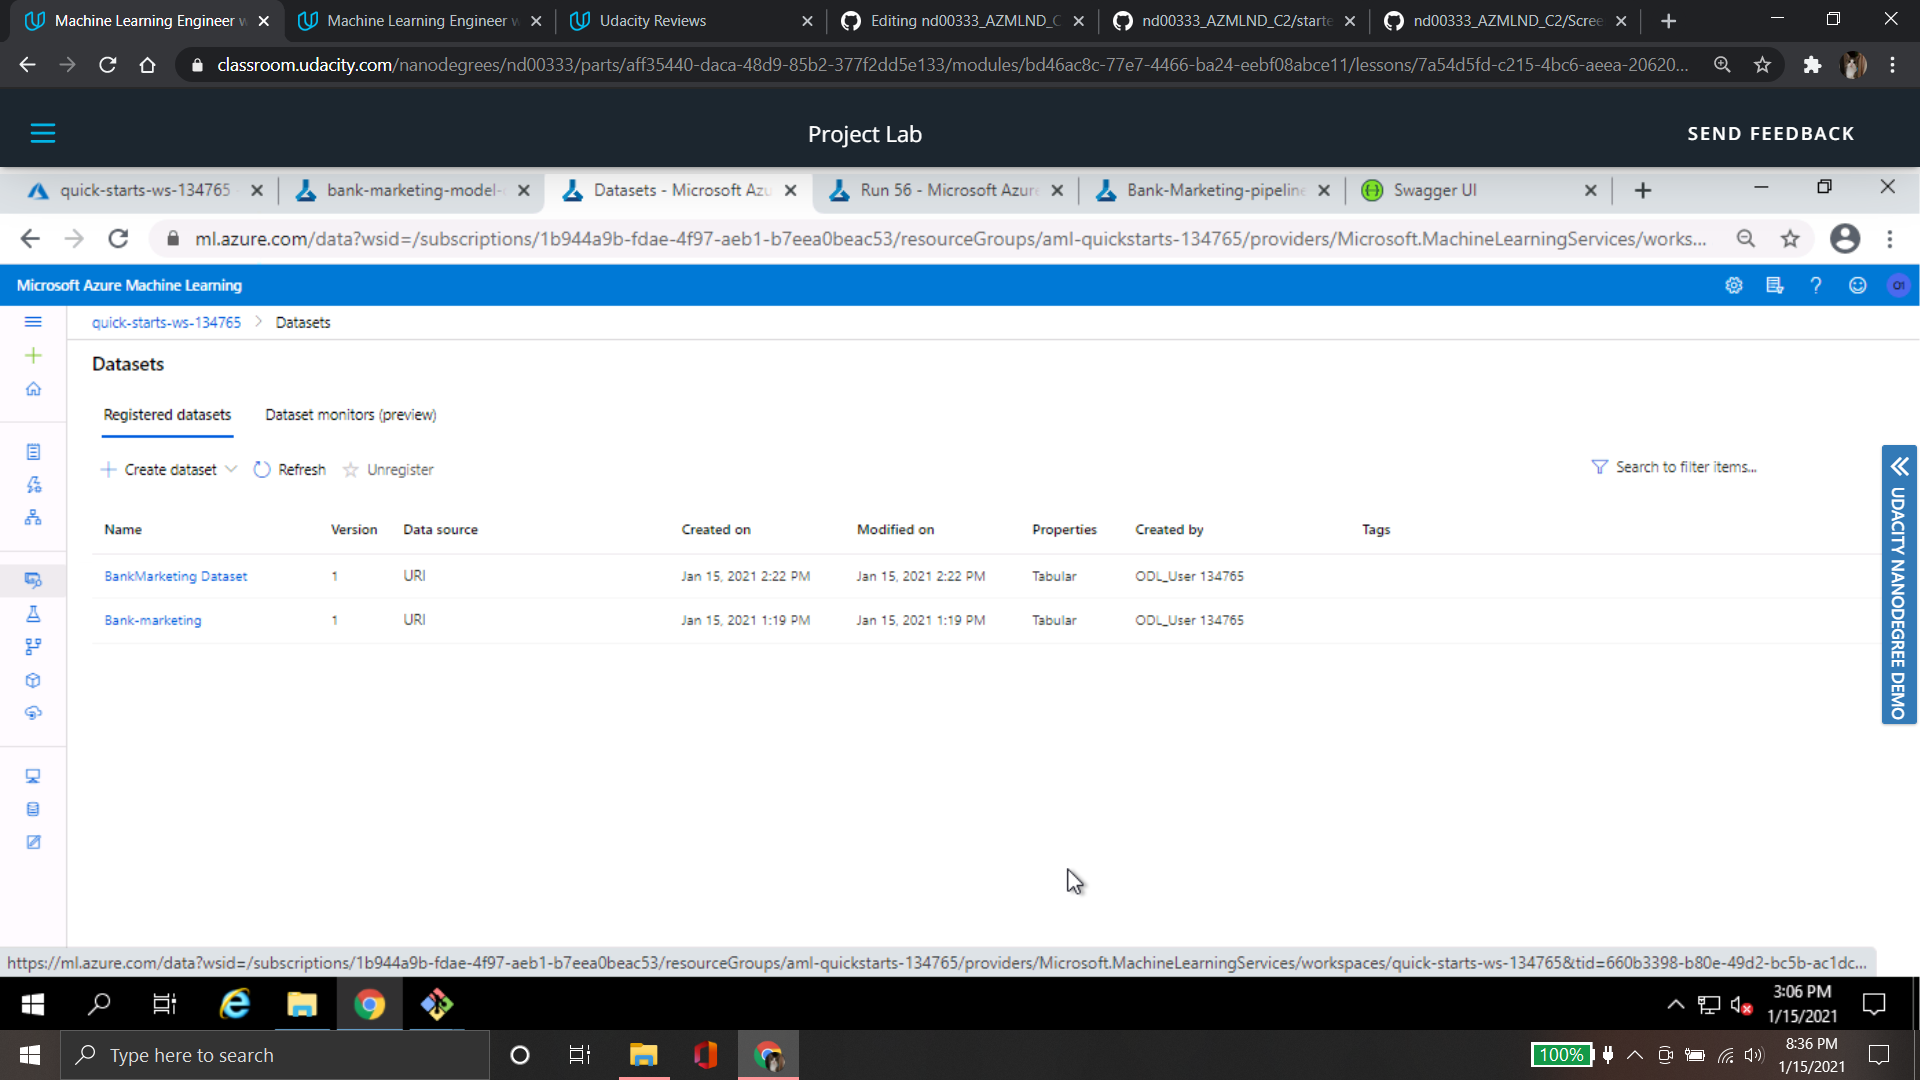 Machine Learning Engineer w
Machine Learning Engineer w
Udacity Reviews
Editing nd00333_AZMLND_C
nd00333_AZMLND_C2/starte
nd00333_AZMLND_C2/Scree
classroom.udacity.com/nanodegrees/nd00333/parts/aff35440-daca-48d9-85b2-377f2dd5e133/modules/bd46ac8c-77e7-4466-ba24-eebf08abce11/lessons/7a54d5fd-c215-4bc6-aeea-20620...
Project Lab
SEND FEEDBACK
quick-starts-ws-134765
bank-marketing-model-
Datasets - Microsoft Azu
Run 56 - Microsoft Azure
Bank-Marketing-pipeline
Swagger UI
ml.azure.com/data?wsid=/subscriptions/1b944a9b-fdae-4f97-aeb1-b7eea0beac53/resourceGroups/aml-quickstarts-134765/providers/Microsoft.MachineLearningServices/works...
Microsoft Azure Machine Learning
?
O1
quick-starts-ws-134765 > Datasets
Datasets
Registered datasets
Dataset monitors (preview)
Create dataset
Refresh
Unregister
Search to filter items...
Name Version Data source Created on Modified on Properties Created by Tags
BankMarketing Dataset 1 URI Jan 15, 2021 2:22 PM Jan 15, 2021 2:22 PM Tabular ODL_User 134765
Bank-marketing 1 URI Jan 15, 2021 1:19 PM Jan 15, 2021 1:19 PM Tabular ODL_User 134765
UDACITY NANODEGREE DEMO
https://ml.azure.com/data?wsid=/subscriptions/1b944a9b-fdae-4f97-aeb1-b7eea0beac53/resourceGroups/aml-quickstarts-134765/providers/Microsoft.MachineLearningServices/workspaces/quick-starts-ws-134765&tid=660b3398-b80e-49d2-bc5b-ac1dc...
3:06 PM
1/15/2021
Type here to search
100%
8:36 PM
1/15/2021